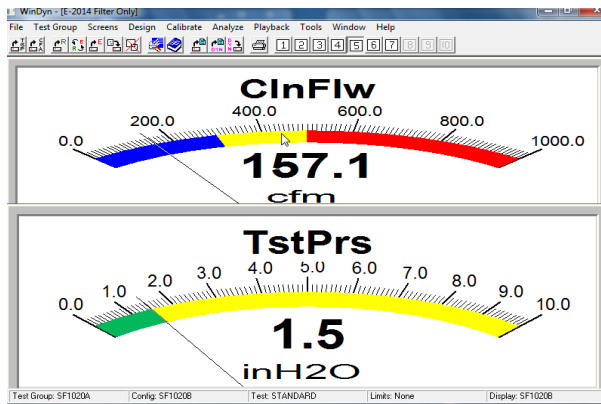 WinDyn - [E-2014 Filter Only]
File Test Group Screens Design Calibrate Analyze Playback Tools Window Help
1 2 3 4 5 6 7 8 9 10
ClnFlw
0.0 200.0 400.0 600.0 800.0 1000.0
157.1
cfm
TstPrs
0.0 1.0 2.0 3.0 4.0 5.0 6.0 7.0 8.0 9.0 10.0
1.5
inH2O
Test Group: SF1020A Config: SF1020B Test: STANDARD Limits: None Display: SF1020B